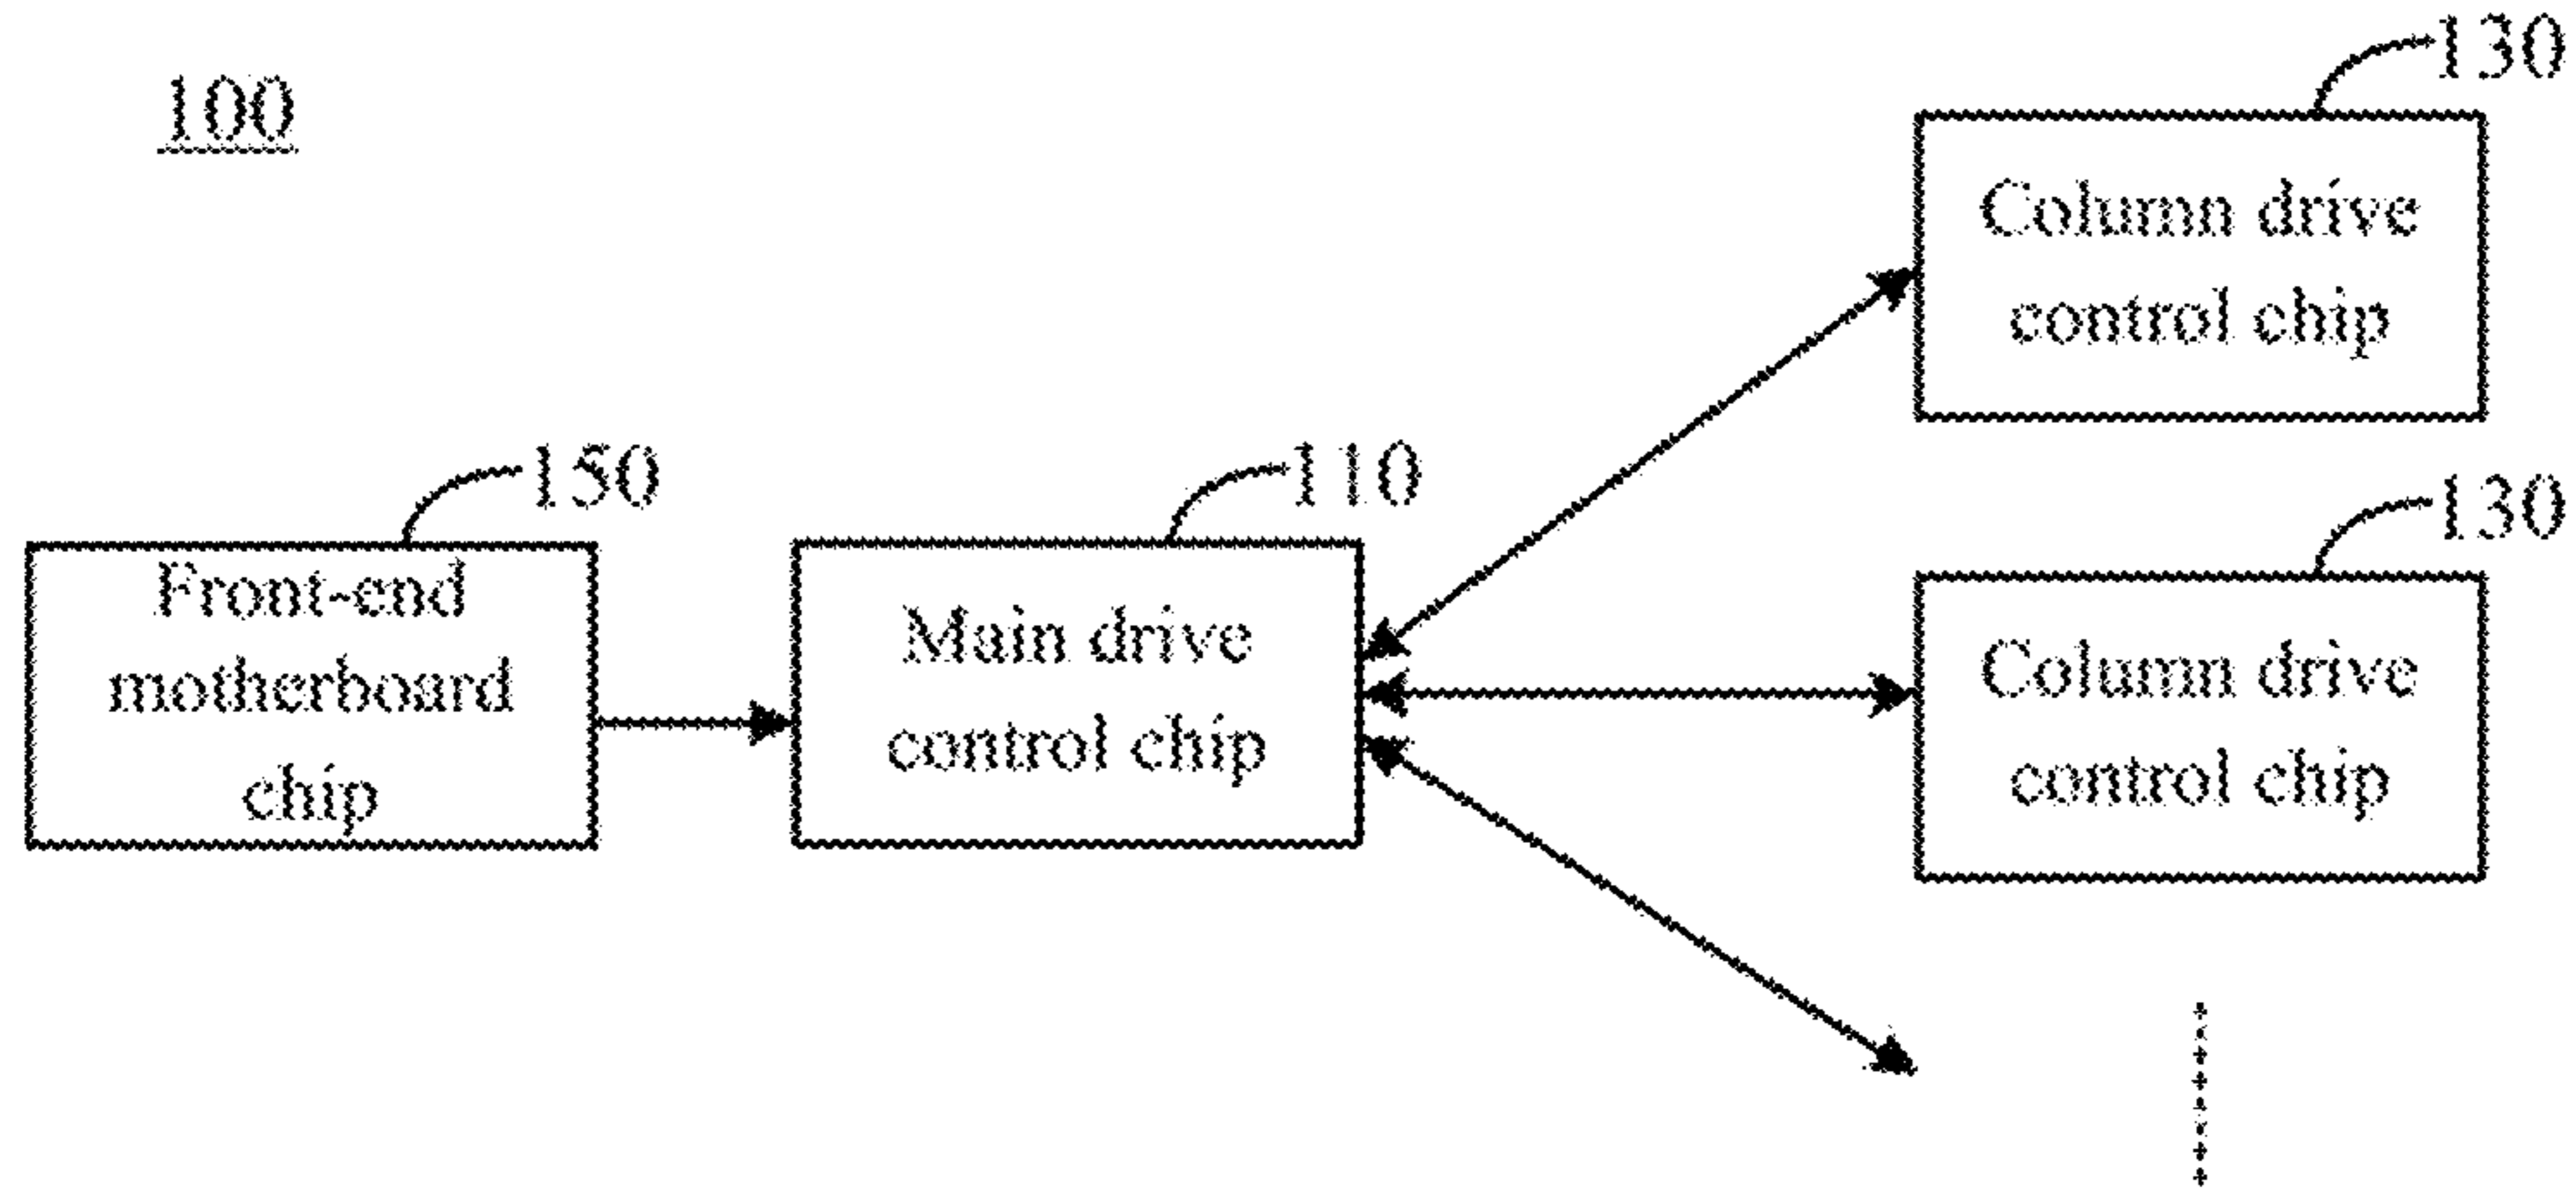 100
130
Column drive
control chip
150
Front-end
motherboard
chip
110
Main drive
control chip
130
Column drive
control chip